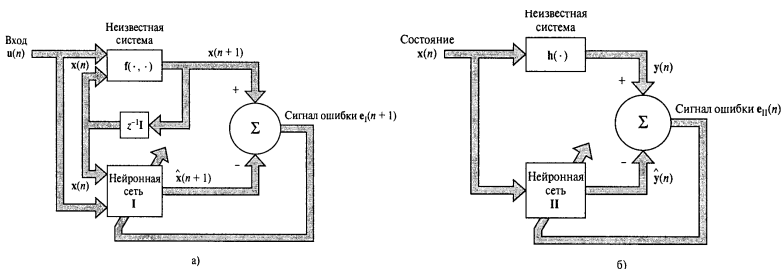 Неизвестная
система
Вход
u(n)
x(n)
f(·, ·)
x(n + 1)
+
z⁻¹I
Σ
Сигнал ошибки e_I(n + 1)
x(n)
Нейронная
сеть
I
x̂(n + 1)
−
а)
Неизвестная
система
Состояние
x(n)
h(·)
y(n)
+
Σ
Сигнал ошибки e_II(n)
Нейронная
сеть
II
−
ŷ(n)
б)